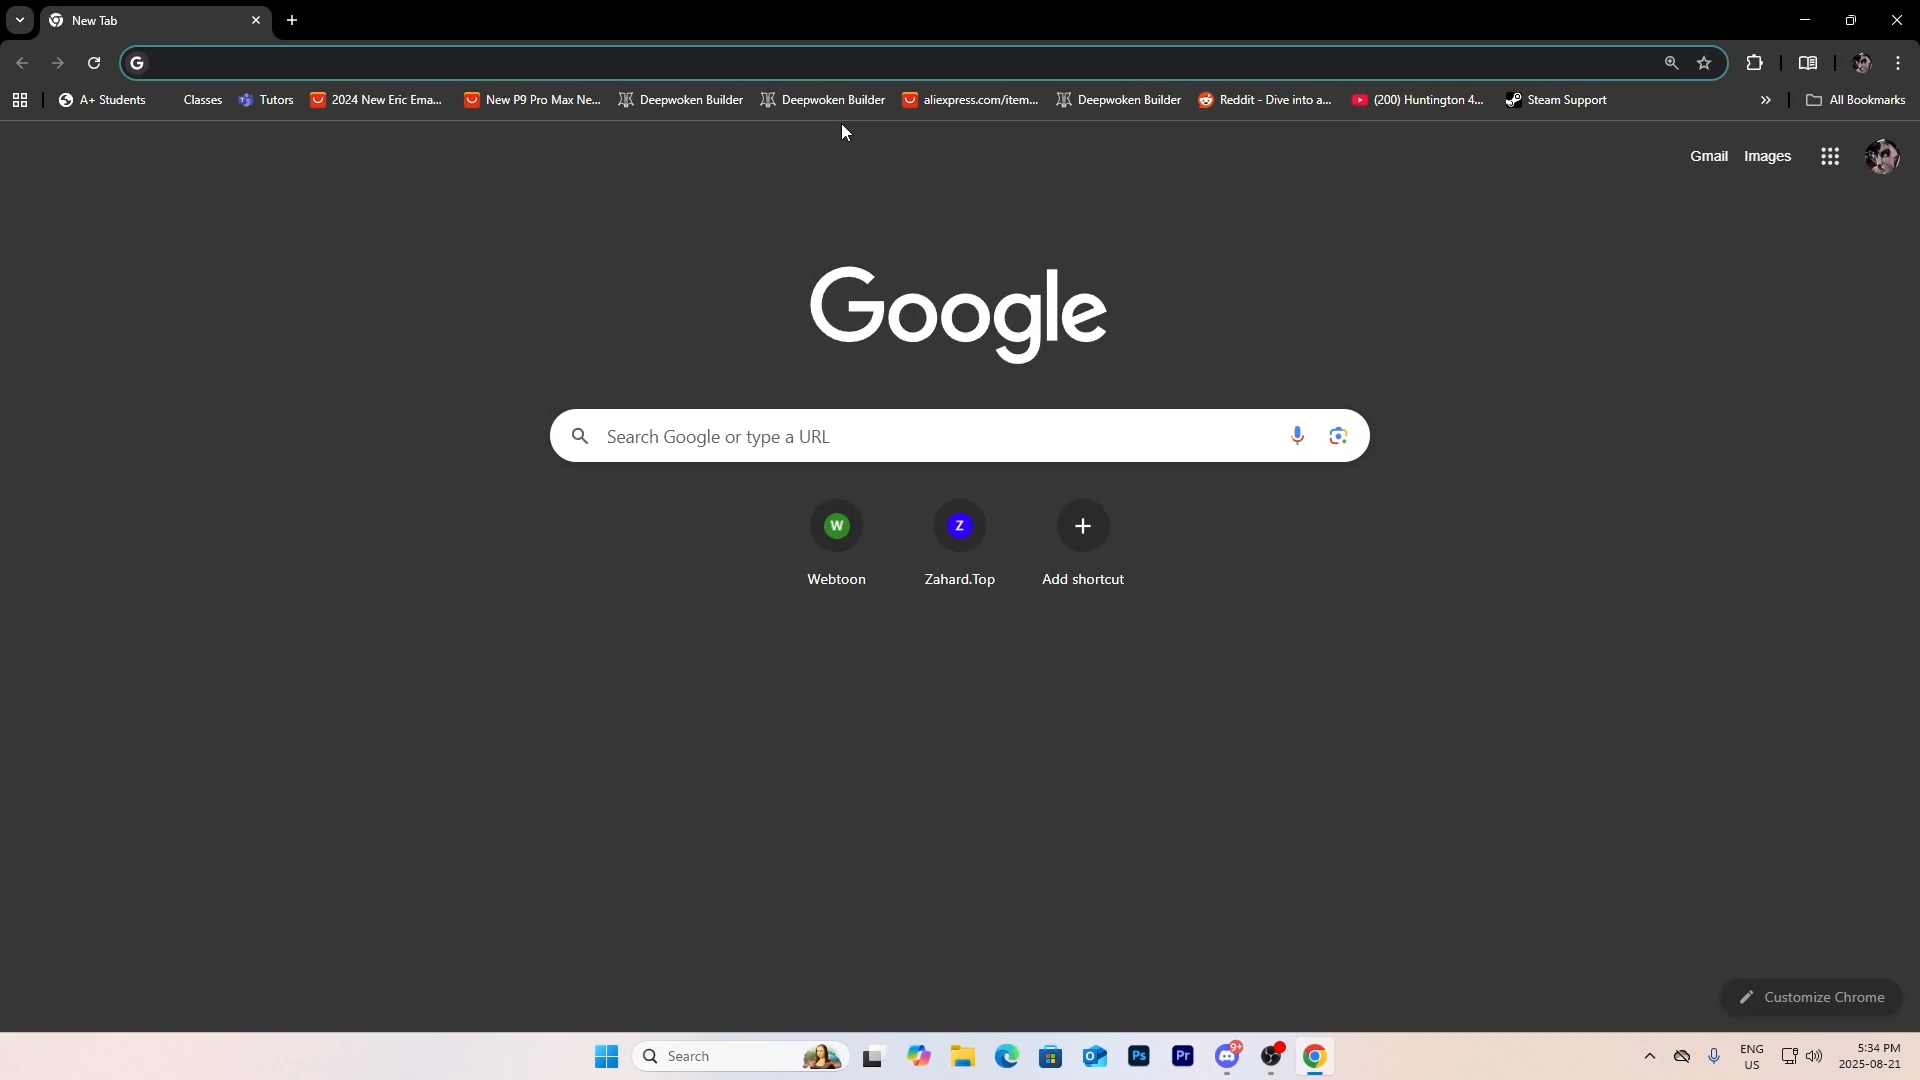 New Tab
A+ Students
Classes
Tutors
2024 New Eric Ema...
New P9 Pro Max Ne...
Deepwoken Builder
Deepwoken Builder
aliexpress.com/item...
Deepwoken Builder
Reddit - Dive into a...
(200) Huntington 4...
Steam Support
All Bookmarks
Gmail
Images
Google
Search Google or type a URL
W
Z
Webtoon
Zahard.Top
Add shortcut
Customize Chrome
Search
Ps
Pr
9+
ENG
US
5:34 PM
2025-08-21